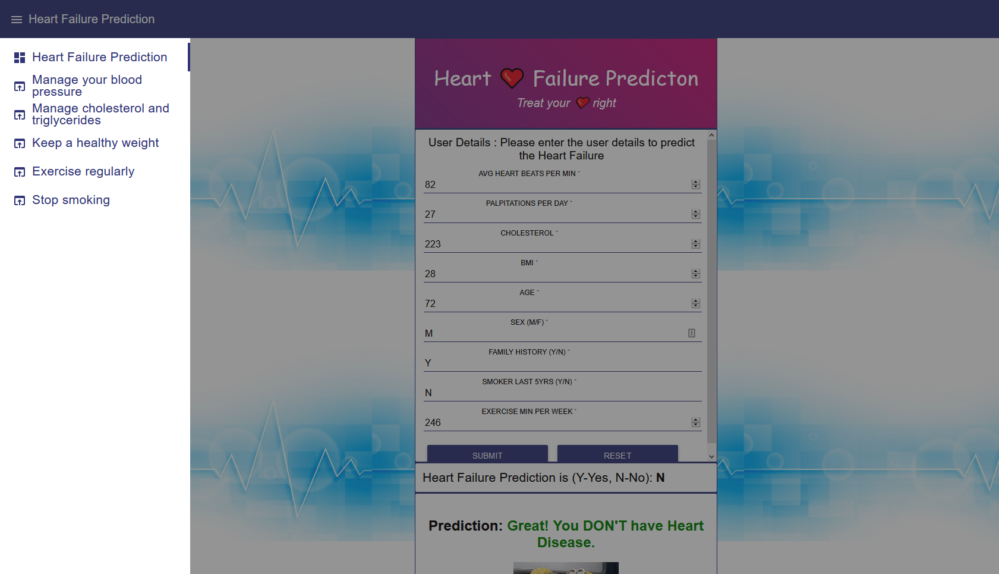 Heart Failure Prediction
Heart Failure Prediction
Manage your blood
pressure
Manage cholesterol and
triglycerides
Keep a healthy weight
Exercise regularly
Stop smoking
Heart Failure Predicton
Treat your right
User Details : Please enter the user details to predict
the Heart Failure
AVG HEART BEATS PER MIN *
82
PALPITATIONS PER DAY *
27
CHOLESTEROL *
223
BMI *
28
AGE *
72
SEX (M/F) *
M
FAMILY HISTORY (Y/N) *
Y
SMOKER LAST 5YRS (Y/N) *
N
EXERCISE MIN PER WEEK *
246
SUBMIT RESET
Heart Failure Prediction is (Y-Yes, N-No): N
Prediction: Great! You DON'T have Heart
Disease.